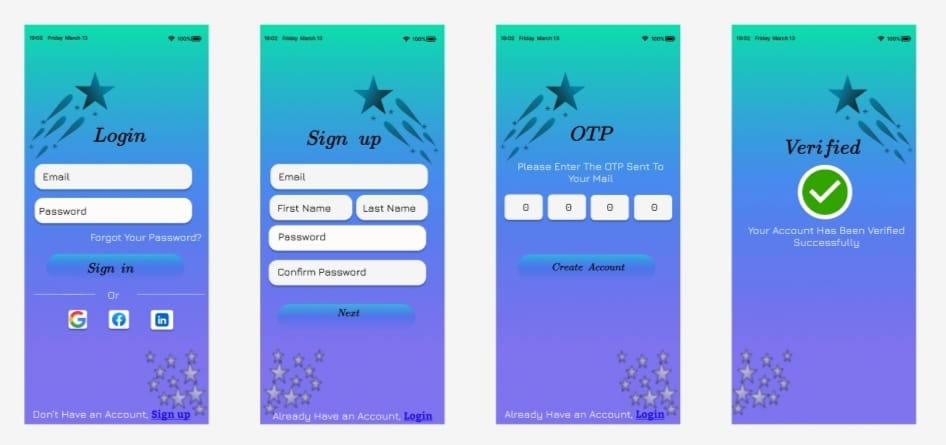 19:02 Friday March 13 100%
Login
Email
Password
Forgot Your Password?
Sign in
Or
Don't Have an Account, Sign up
19:02 Friday March 13 100%
Sign up
Email
First Name Last Name
Password
Confirm Password
Next
Already Have an Account, Login
19:02 Friday March 13 100%
OTP
Please Enter The OTP Sent To
Your Mail
0 0 0 0
Create Account
Already Have an Account, Login
19:02 Friday March 13 100%
Verified
Your Account Has Been Verified
Successfully